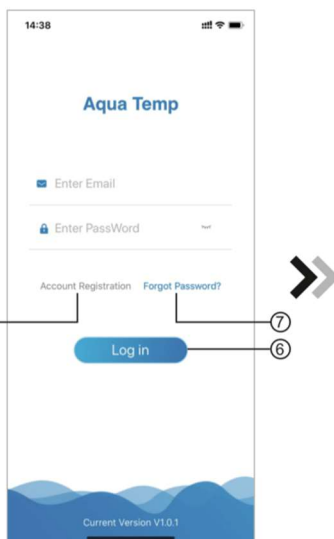 14:38
Aqua Temp
Enter Email
Enter PassWord
Account Registration Forgot Password?
⑦
Log in ⑥
Current Version V1.0.1